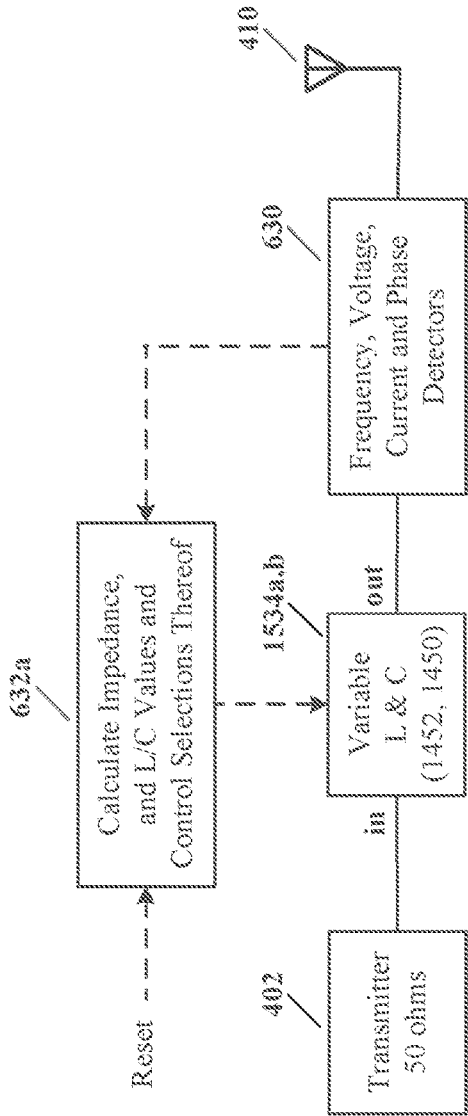 632a
Calculate Impedance,
and L/C Values and
Control Selections Thereof
Reset
402
Transmitter
50 ohms
in
1534a,b
Variable
L & C
(1452, 1450)
out
630
Frequency, Voltage,
Current and Phase
Detectors
410